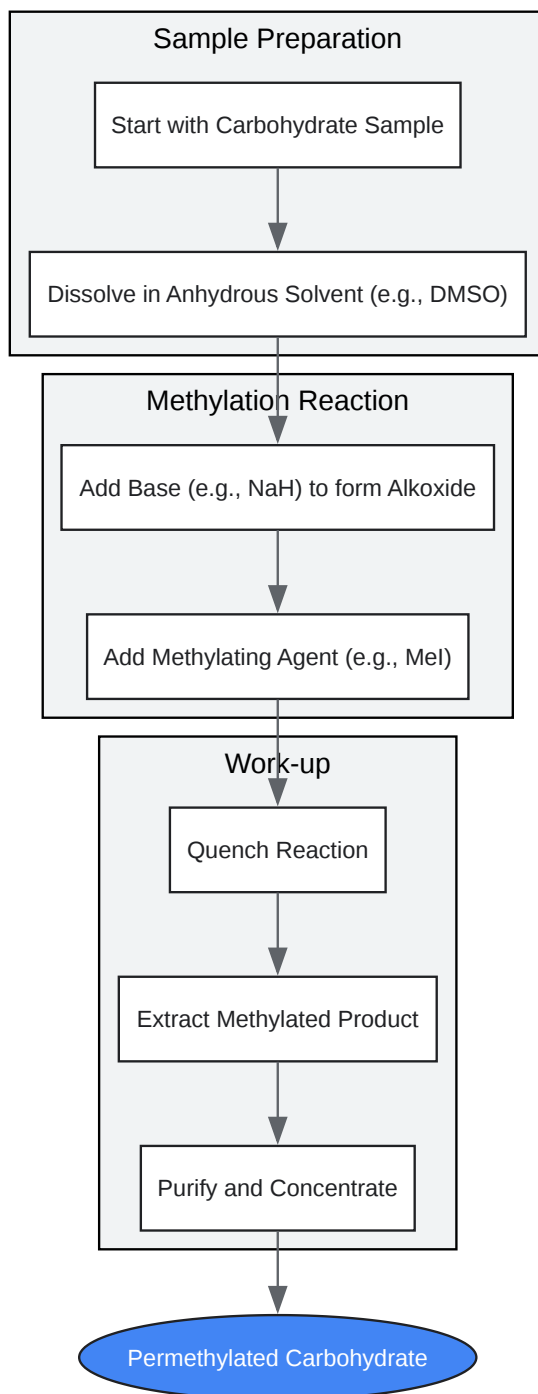 Sample Preparation
Start with Carbohydrate Sample
Dissolve in Anhydrous Solvent (e.g., DMSO)
Methylation Reaction
Add Base (e.g., NaH) to form Alkoxide
Add Methylating Agent (e.g., MeI)
Work-up
Quench Reaction
Extract Methylated Product
Purify and Concentrate
Permethylated Carbohydrate